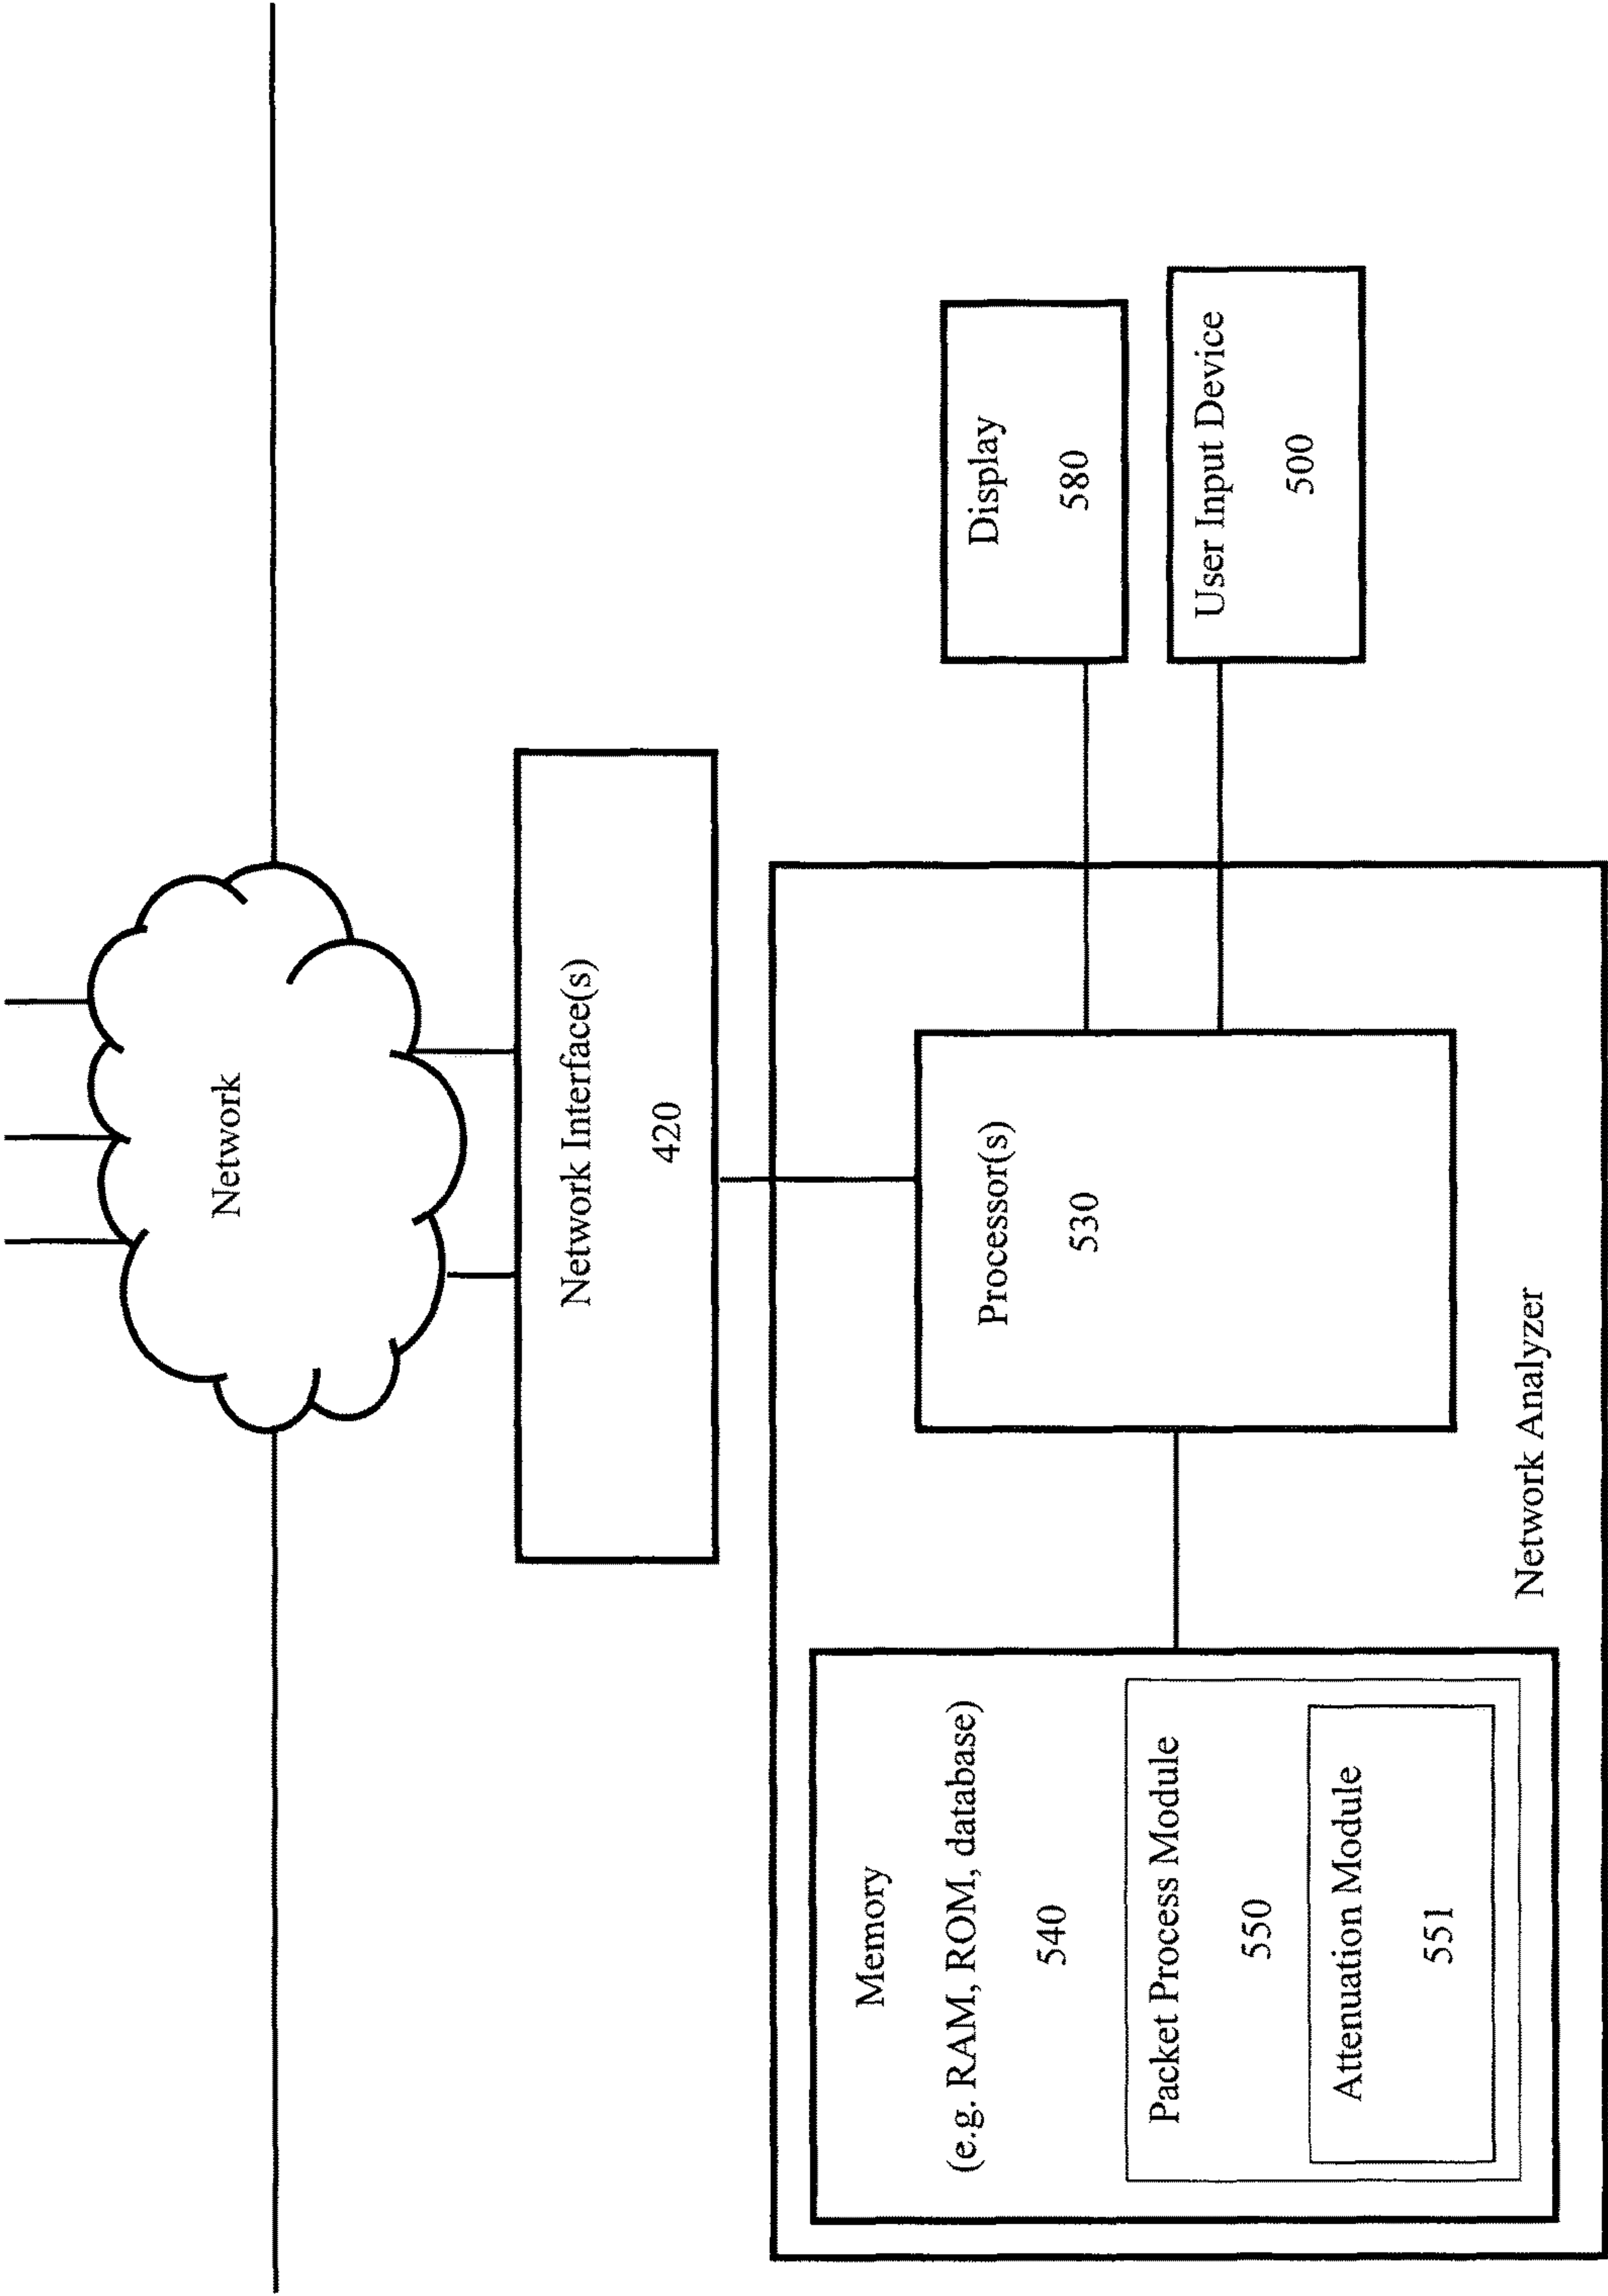 Network
Network Interface(s)
420
Memory
(e.g. RAM, ROM, database)
540
Packet Process Module
550
Attenuation Module
551
Processor(s)
530
Display
580
User Input Device
500
Network Analyzer